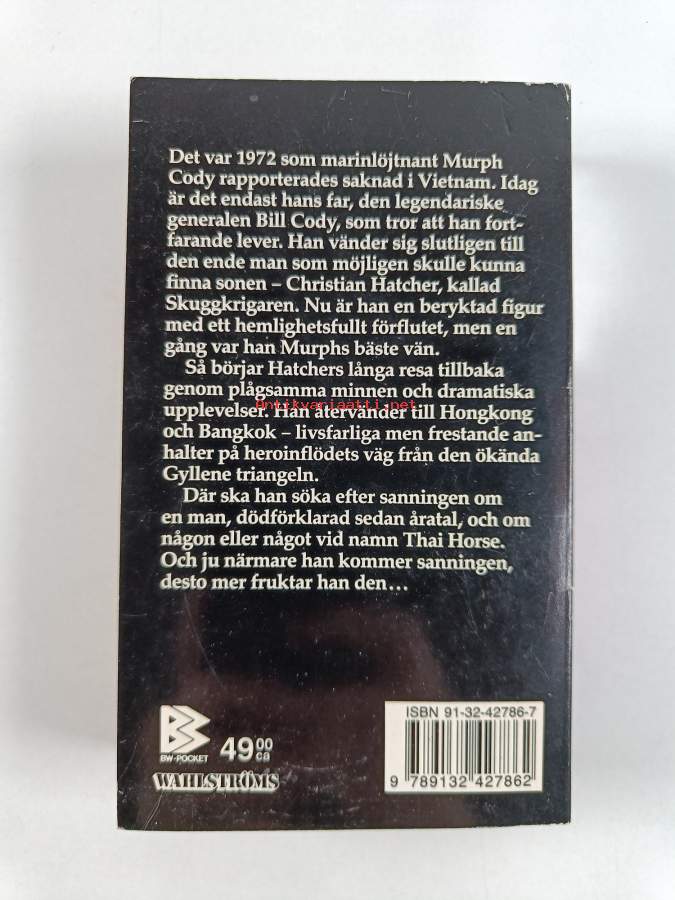 Det var 1972 som marinlöjtnant Murph
Cody rapporterades saknad i Vietnam. Idag
är det endast hans far, den legendariske
generalen Bill Cody, som tror att han fort-
farande lever. Han vänder sig slutligen till
den ende man som möjligen skulle kunna
finna sonen – Christian Hatcher, kallad
Skuggkrigaren. Nu är han en beryktad figur
med ett hemlighetsfullt förflutet, men en
gång var han Murphs bäste vän.
Så börjar Hatchers långa resa tillbaka
genom plågsamma minnen och dramatiska
upplevelser. Han återvänder till Hongkong
Antikvariaatti.net
och Bangkok – livsfarliga men frestande an-
halter på heroinflödets väg från den ökända
Gyllene triangeln.
Där ska han söka efter sanningen om
en man, dödförklarad sedan åratal, och om
någon eller något vid namn Thai Horse.
Och ju närmare han kommer sanningen,
desto mer fruktar han den…
BW-POCKET
49 00 ca
WAHLSTRÖMS
ISBN 91-32-42786-7
9 789132 427862